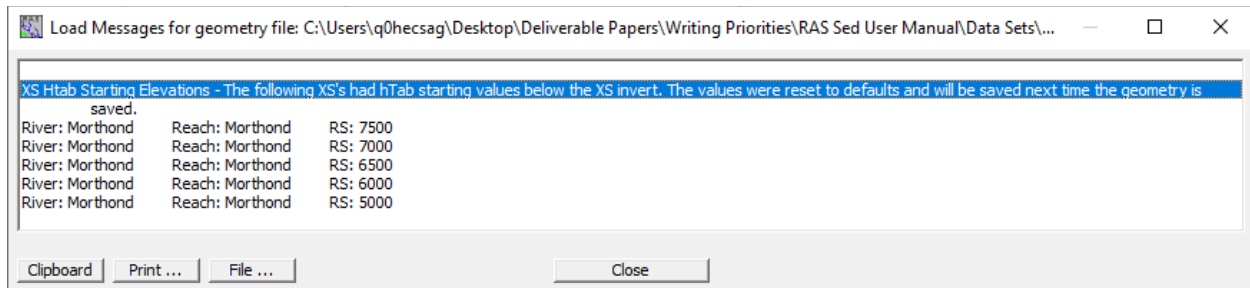 Load Messages for geometry file: C:\Users\q0hecsag\Desktop\Deliverable Papers\Writing Priorities\RAS Sed User Manual\Data Sets\...
XS Htab Starting Elevations - The following XS's had hTab starting values below the XS invert. The values were reset to defaults and will be saved next time the geometry is
saved.
River: Morthond Reach: Morthond RS: 7500
River: Morthond Reach: Morthond RS: 7000
River: Morthond Reach: Morthond RS: 6500
River: Morthond Reach: Morthond RS: 6000
River: Morthond Reach: Morthond RS: 5000
Clipboard Print ... File ... Close